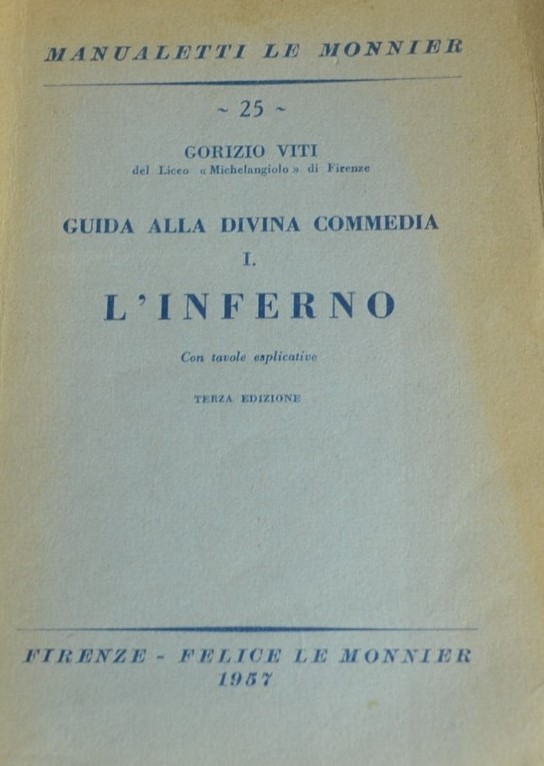 MANUALETTI LE MONNIER
~ 25 ~
GORIZIO VITI
del Liceo « Michelangiolo » di Firenze
GUIDA ALLA DIVINA COMMEDIA
I.
L'INFERNO
Con tavole esplicative
TERZA EDIZIONE
FIRENZE - FELICE LE MONNIER
1957